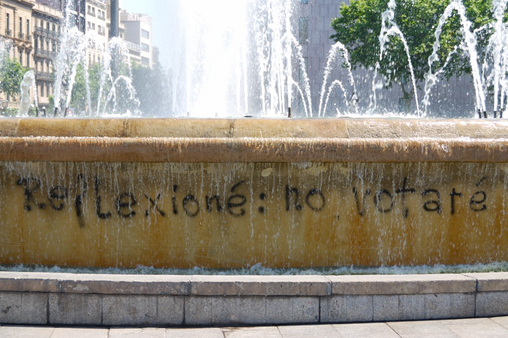 Reflexioné: no votaré